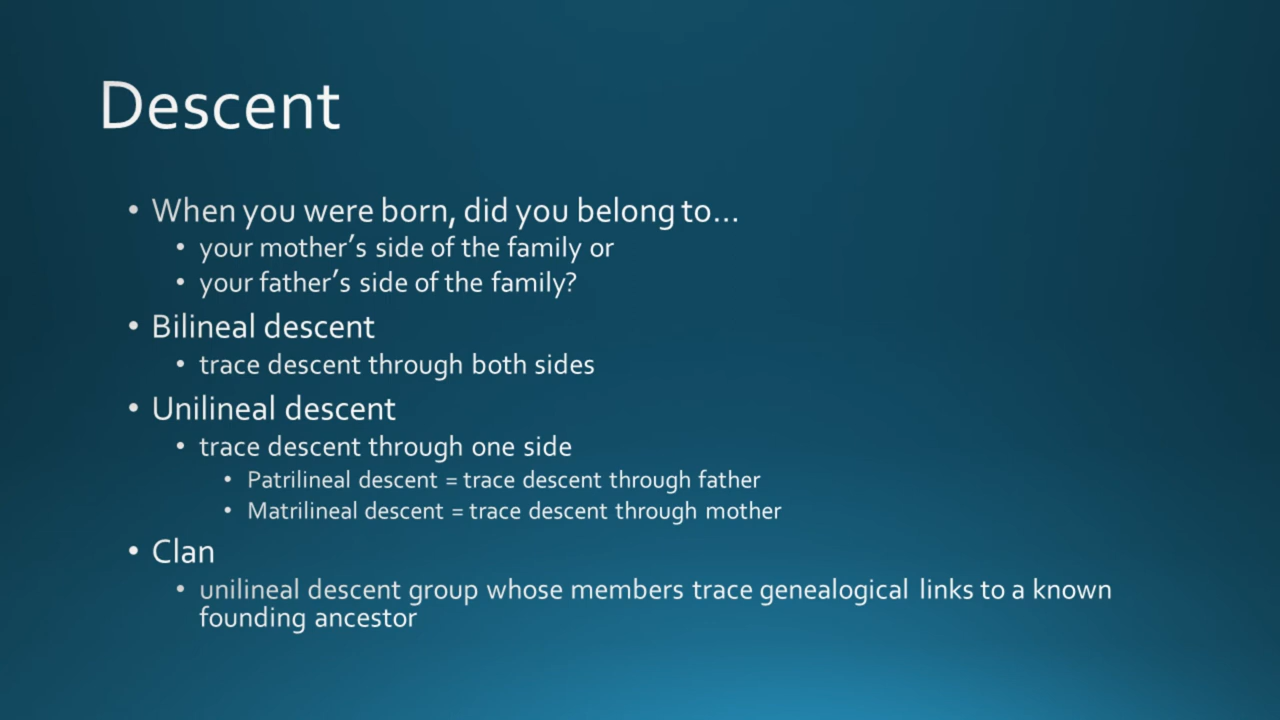 Descent
• When you were born, did you belong to…
• your mother’s side of the family or
• your father’s side of the family?
• Bilineal descent
• trace descent through both sides
• Unilineal descent
• trace descent through one side
• Patrilineal descent = trace descent through father
• Matrilineal descent = trace descent through mother
• Clan
• unilineal descent group whose members trace genealogical links to a known
founding ancestor